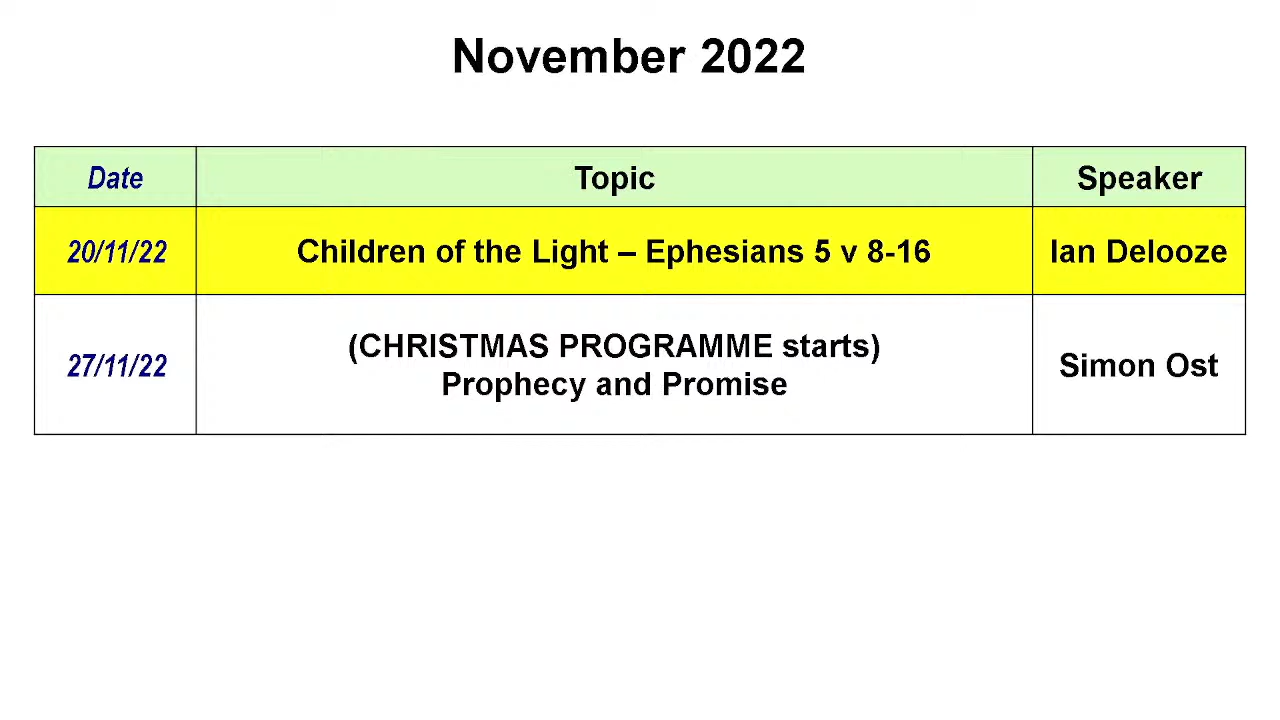 November 2022
Date Topic Speaker
20/11/22 Children of the Light – Ephesians 5 v 8-16 Ian Delooze
(CHRISTMAS PROGRAMME starts)
27/11/22 Prophecy and Promise Simon Ost